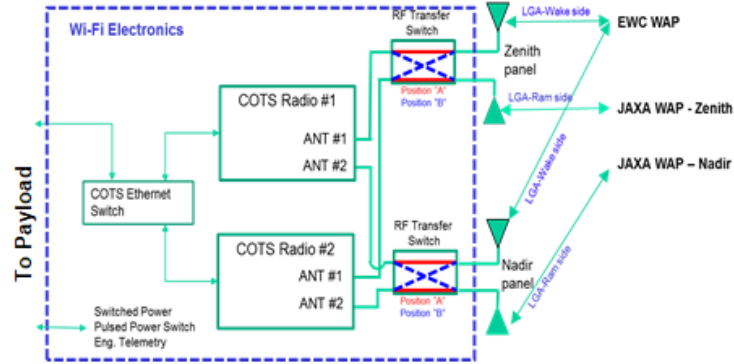 Wi-Fi Electronics
RF Transfer
Switch
Position "A"
Position "B"
COTS Radio #1
ANT #1
ANT #2
COTS Ethernet
Switch
COTS Radio #2
ANT #1
ANT #2
RF Transfer
Switch
Position "A"
Position "B"
Switched Power
Pulsed Power Switch
Eng. Telemetry
To Payload
Zenith
panel
Nadir
panel
LGA-Wake side
LGA-Ram side
LGA-Wake side
LGA-Ram side
EWC WAP
JAXA WAP - Zenith
JAXA WAP – Nadir